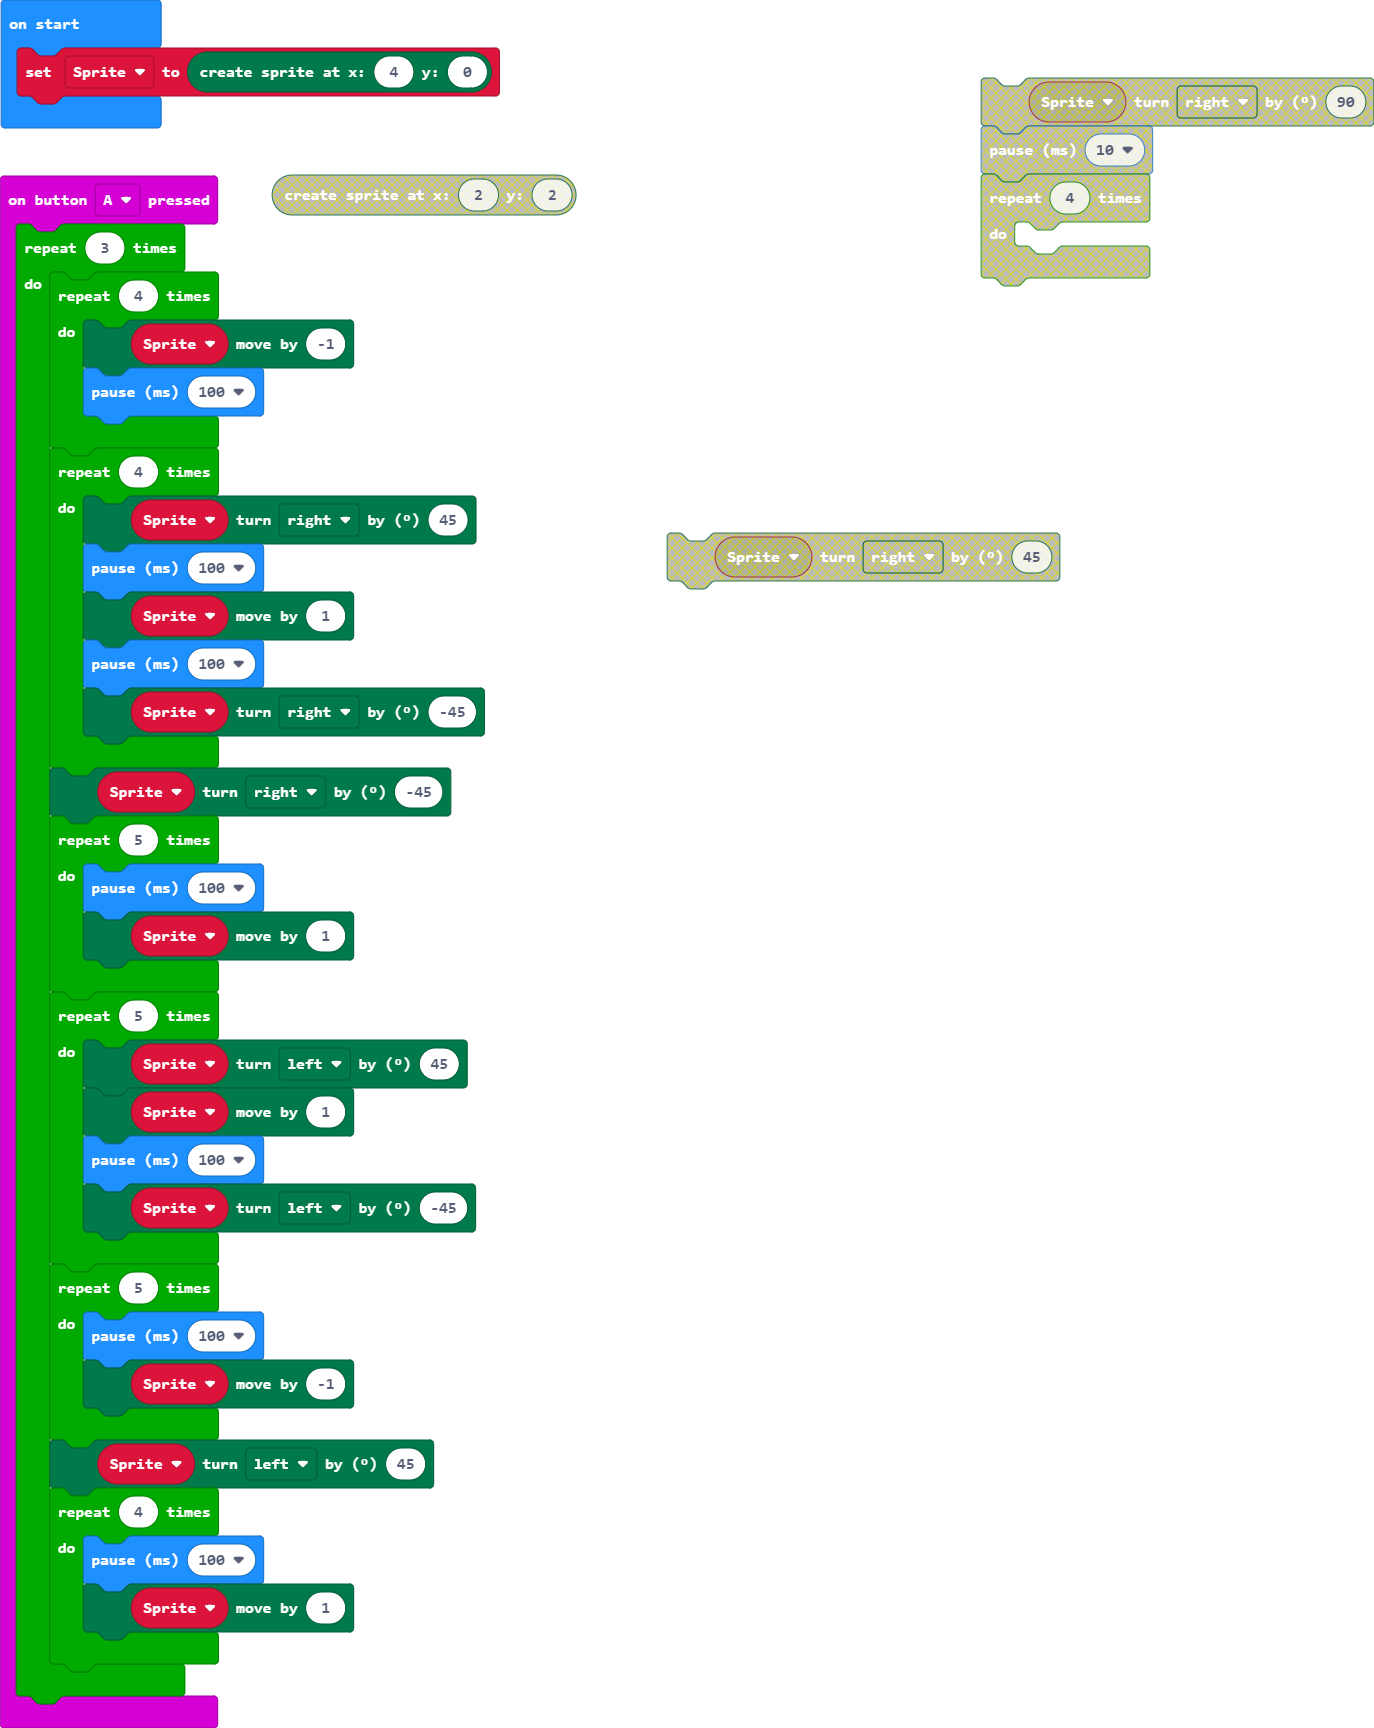 on start
set Sprite to create sprite at x: 4 y: 0
Sprite turn right by (º) 90
pause (ms) 10
repeat 4 times
do
create sprite at x: 2 y: 2
on button A pressed
repeat 3 times
do
repeat 4 times
do
Sprite move by -1
pause (ms) 100
repeat 4 times
do
Sprite turn right by (º) 45
pause (ms) 100
Sprite move by 1
pause (ms) 100
Sprite turn right by (º) -45
Sprite turn right by (º) 45
Sprite turn right by (º) -45
repeat 5 times
do
pause (ms) 100
Sprite move by 1
repeat 5 times
do
Sprite turn left by (º) 45
Sprite move by 1
pause (ms) 100
Sprite turn left by (º) -45
repeat 5 times
do
pause (ms) 100
Sprite move by -1
Sprite turn left by (º) 45
repeat 4 times
do
pause (ms) 100
Sprite move by 1